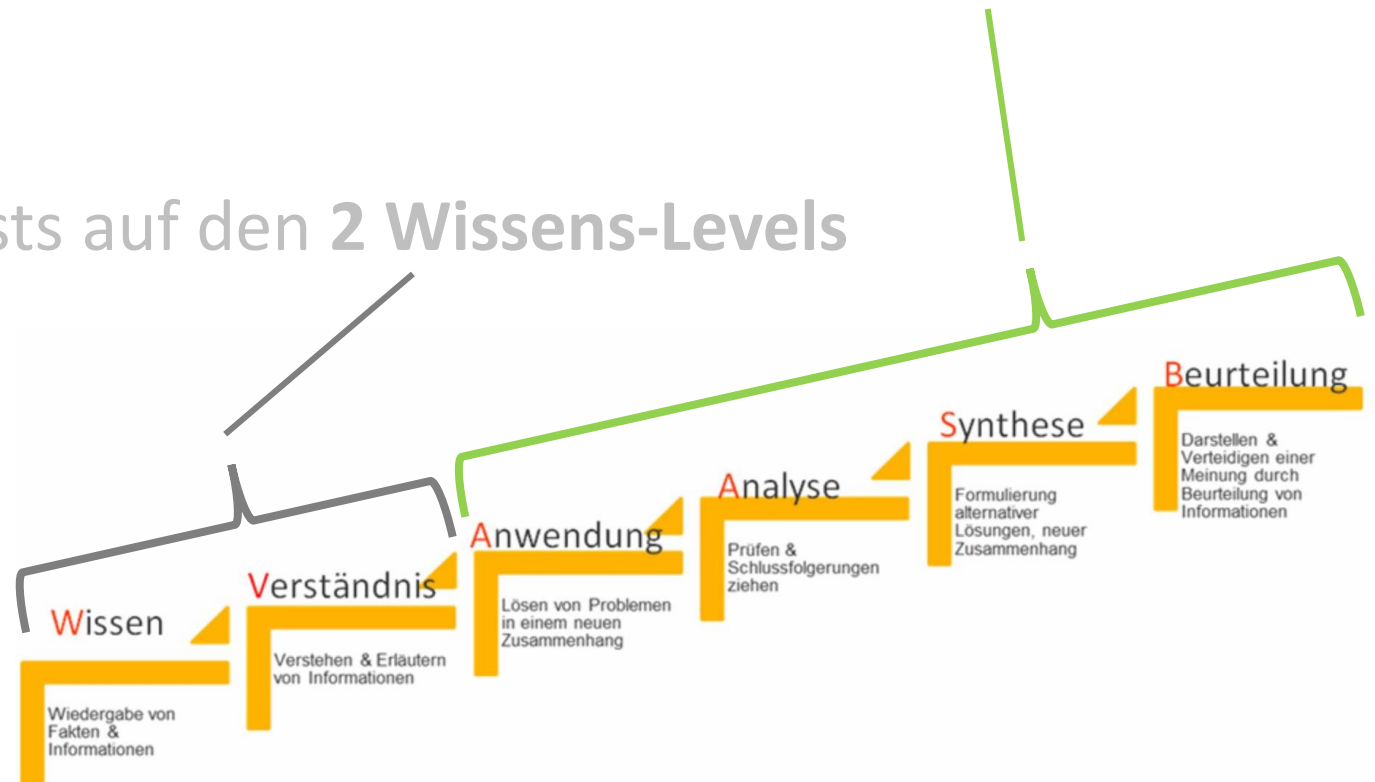 sts auf den 2 Wissens-Levels
Wissen
Wiedergabe von
Fakten &
Informationen
Verständnis
Verstehen & Erläutern
von Informationen
Anwendung
Lösen von Problemen
in einem neuen
Zusammenhang
Analyse
Prüfen &
Schlussfolgerungen
ziehen
Synthese
Formulierung
alternativer
Lösungen, neuer
Zusammenhang
Beurteilung
Darstellen &
Verteidigen einer
Meinung durch
Beurteilung von
Informationen